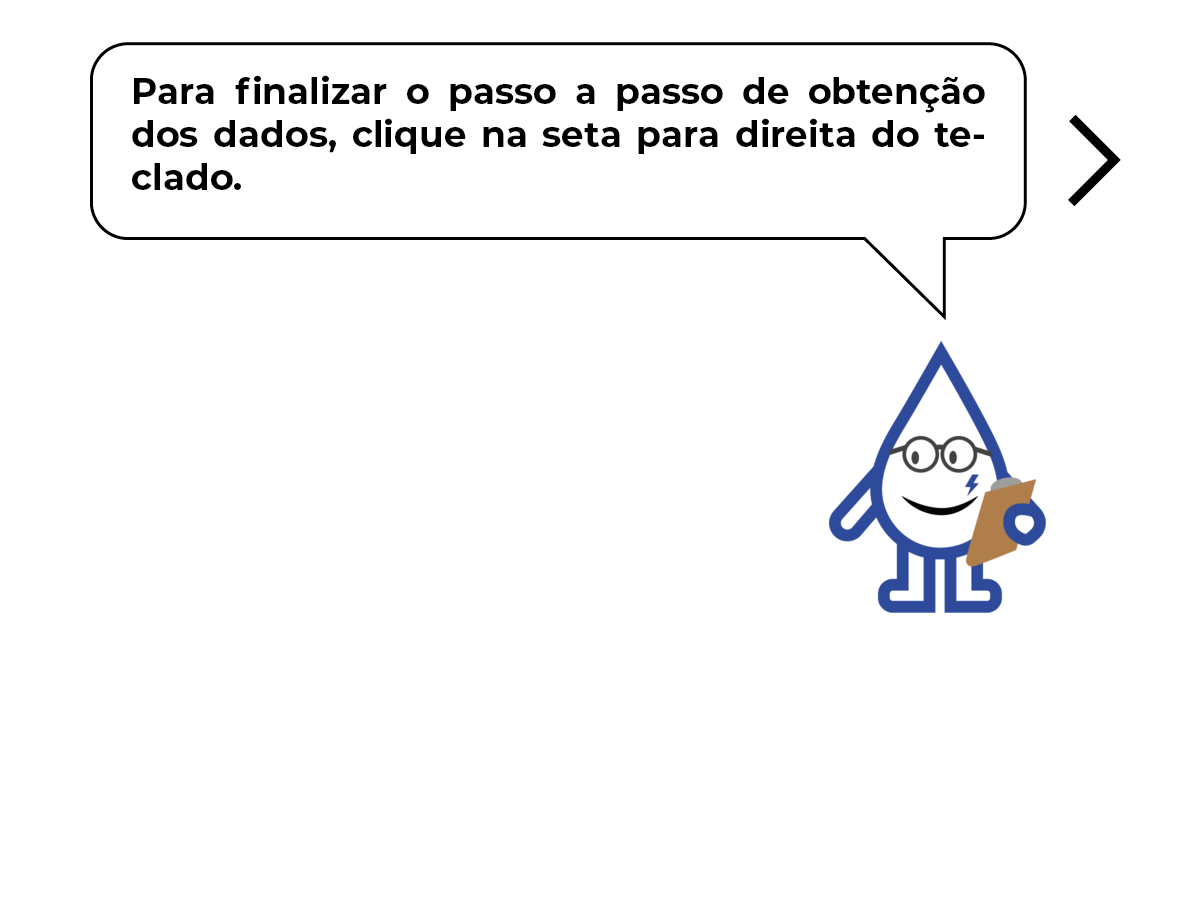 Para finalizar o passo a passo de obtenção
dos dados, clique na seta para direita do te-
clado.